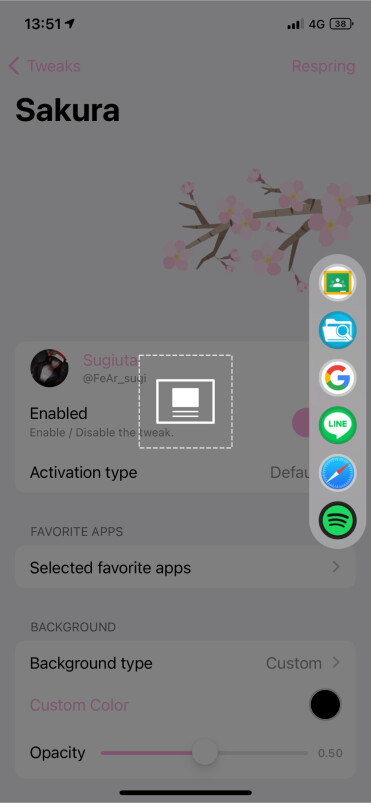 13:51
4G
38
Tweaks
Respring
Sakura
Sugiuta
@FeAr_sugi
Enabled
Enable / Disable the tweak.
Activation type
FAVORITE APPS
Selected favorite apps
LINE
BACKGROUND
Background type
Custom
Custom Color
Opacity
0.50